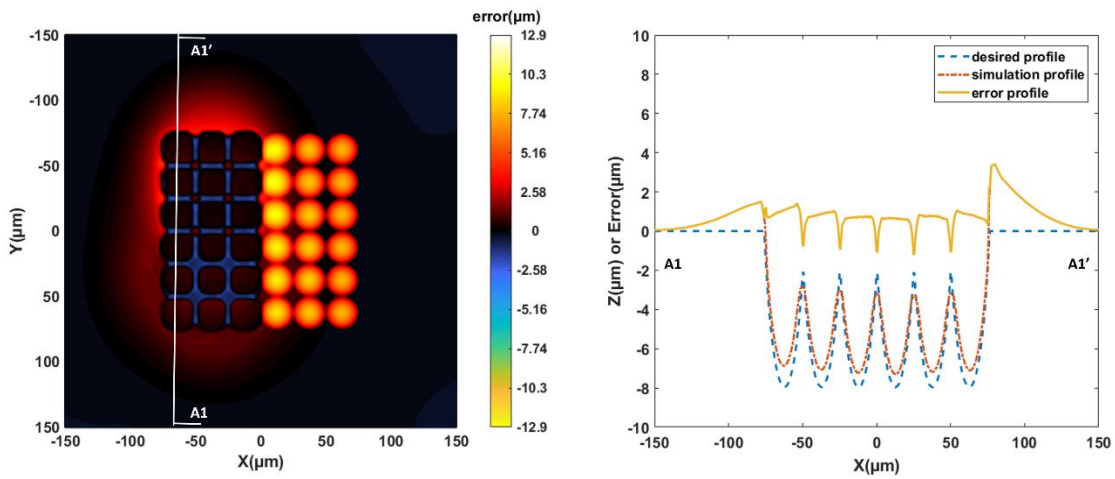 error(µm)
-150
A1'
12.9
-100
10.3
7.74
-50
5.16
2.58
Y(µm)
0
0
-2.58
50
-5.16
-7.74
100
-10.3
A1
150
-12.9
-150 -100 -50 0 50 100 150
X(µm)
10
desired profile
8
simulation profile
6
error profile
4
2
Z(µm) or Error(µm)
0
A1 A1'
-2
-4
-6
-8
-10
-150 -100 -50 0 50 100 150
X(µm)